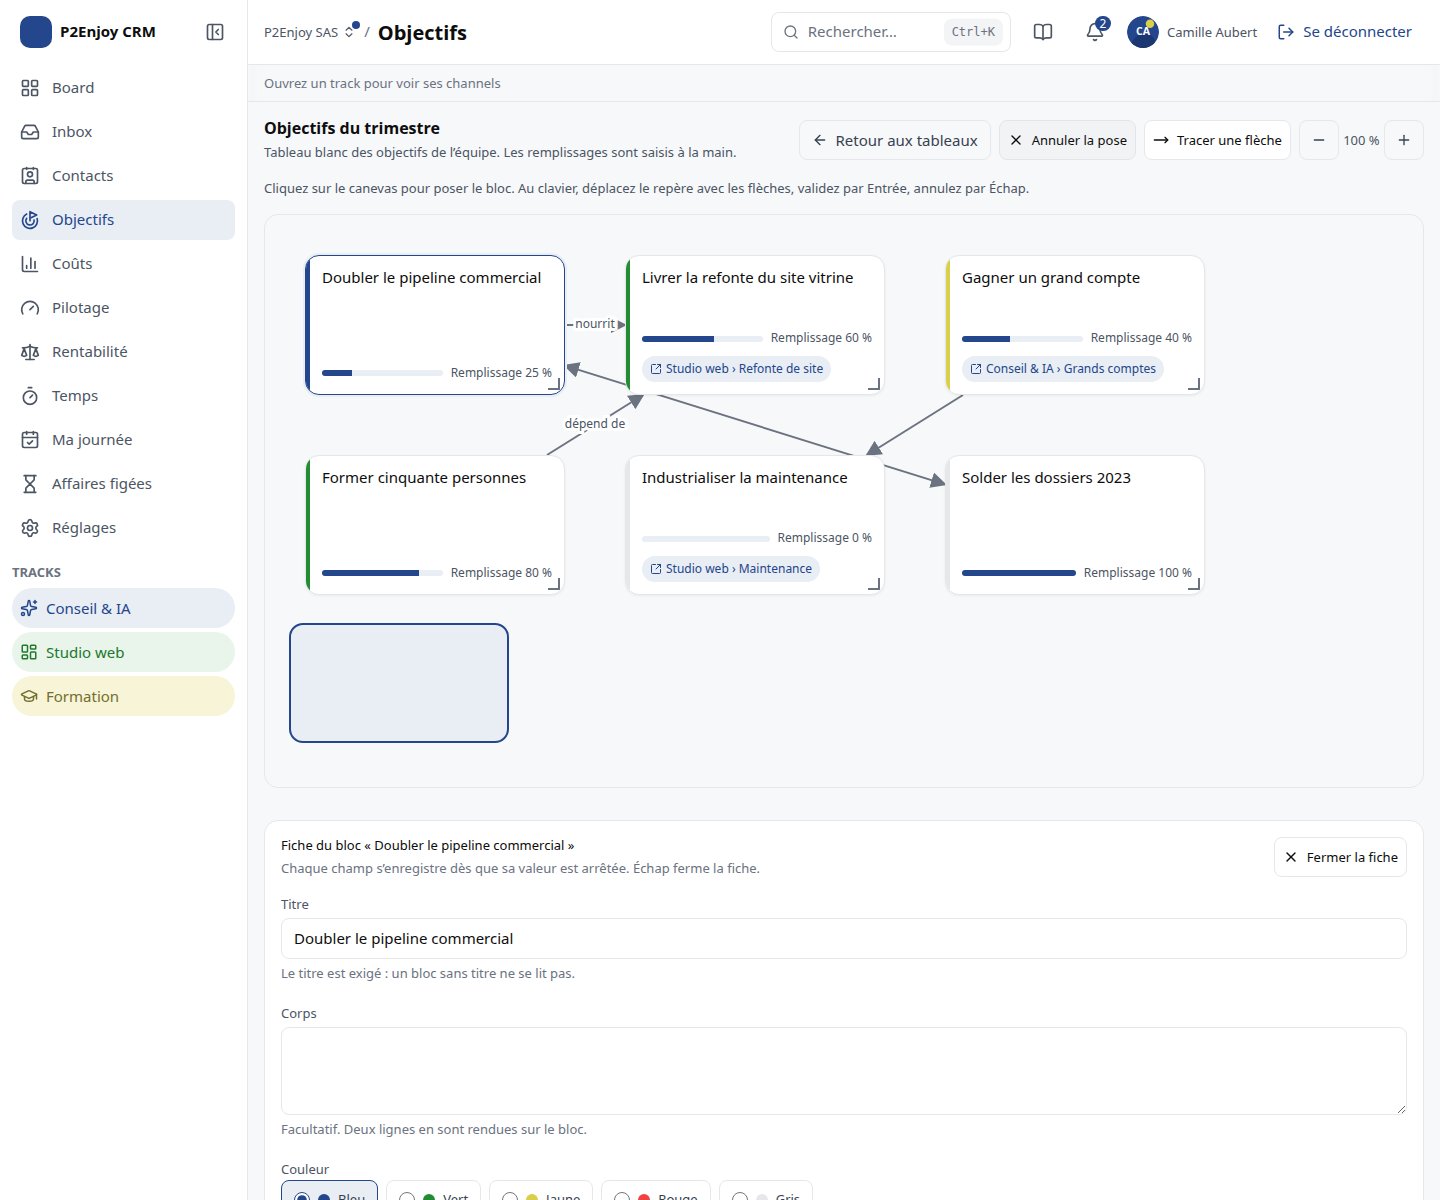 P2Enjoy CRM
P2Enjoy SAS / Objectifs
Rechercher... Ctrl+K
2
CA Camille Aubert
Se déconnecter
Board
Inbox
Contacts
Objectifs
Coûts
Pilotage
Rentabilité
Temps
Ma journée
Affaires figées
Réglages
TRACKS
Conseil & IA
Studio web
Formation
Ouvrez un track pour voir ses channels
Objectifs du trimestre
Tableau blanc des objectifs de l’équipe. Les remplissages sont saisis à la main.
Retour aux tableaux
Annuler la pose
Tracer une flèche
100 %
Cliquez sur le canevas pour poser le bloc. Au clavier, déplacez le repère avec les flèches, validez par Entrée, annulez par Échap.
Doubler le pipeline commercial
Remplissage 25 %
nourrit
Livrer la refonte du site vitrine
Remplissage 60 %
Studio web › Refonte de site
Gagner un grand compte
Remplissage 40 %
Conseil & IA › Grands comptes
dépend de
Former cinquante personnes
Remplissage 80 %
Industrialiser la maintenance
Remplissage 0 %
Studio web › Maintenance
Solder les dossiers 2023
Remplissage 100 %
Fiche du bloc « Doubler le pipeline commercial »
Chaque champ s’enregistre dès que sa valeur est arrêtée. Échap ferme la fiche.
Fermer la fiche
Titre
Doubler le pipeline commercial
Le titre est exigé : un bloc sans titre ne se lit pas.
Corps
Facultatif. Deux lignes en sont rendues sur le bloc.
Couleur
Bleu
Vert
Jaune
Rouge
Gris